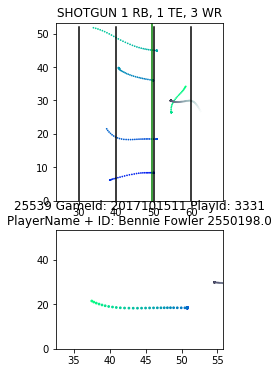 SHOTGUN 1 RB, 1 TE, 3 WR
50
40
30
20
10
0
30 40 50 60
25539 GameId: 2017101511 PlayId: 3331
PlayerName + ID: Bennie Fowler 2550198.0
40
20
0
35 40 45 50 55